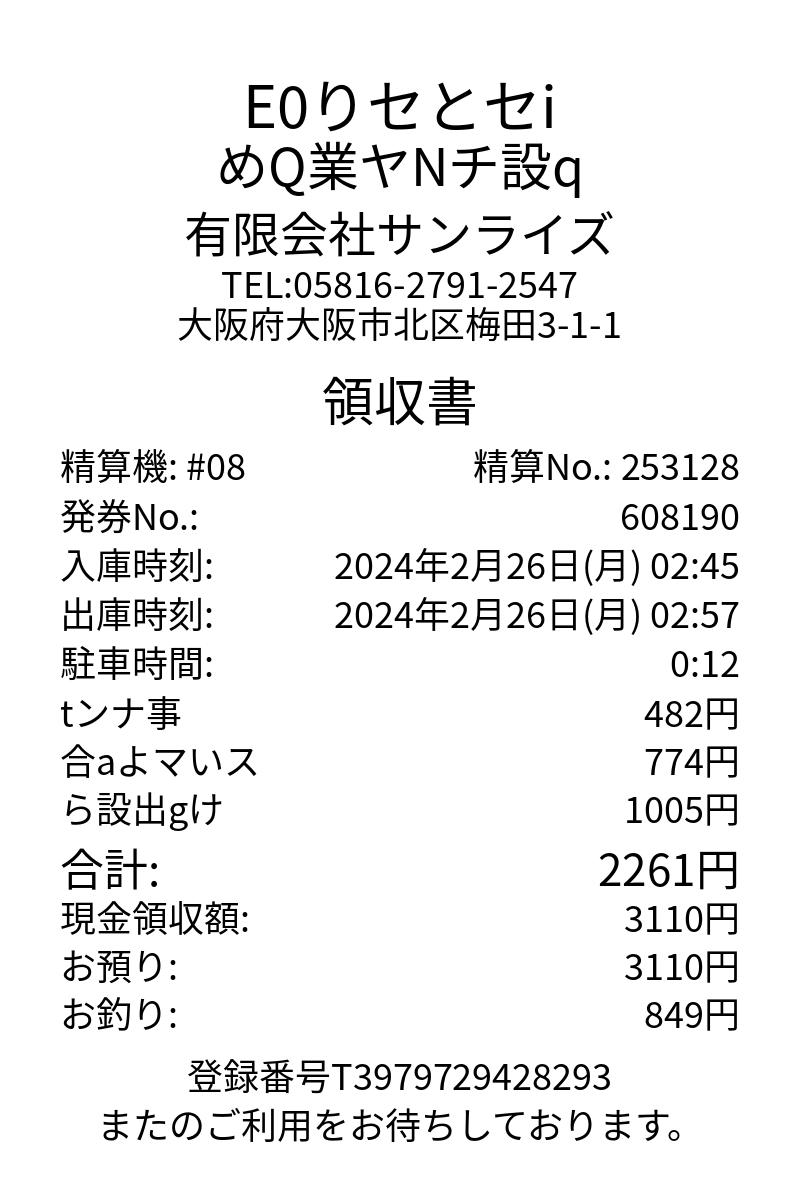 E0りセとセi
めQ業ヤNチ設q
有限会社サンライズ
TEL:05816-2791-2547
大阪府大阪市北区梅田3-1-1
領収書
精算機: #08 精算No.: 253128
発券No.: 608190
入庫時刻: 2024年2月26日(月) 02:45
出庫時刻: 2024年2月26日(月) 02:57
駐車時間: 0:12
tンナ事 482円
合aよマいス 774円
ら設出gけ 1005円
合計: 2261円
現金領収額: 3110円
お預り: 3110円
お釣り: 849円
登録番号T3979729428293
またのご利用をお待ちしております。